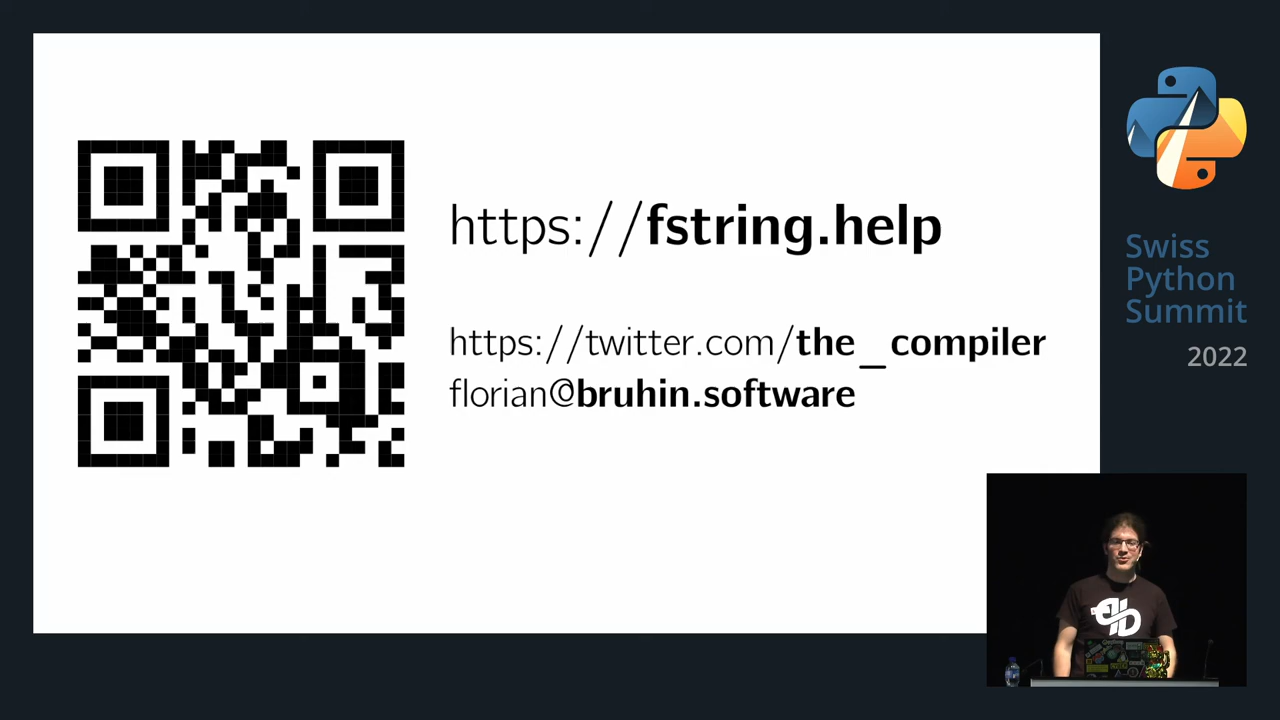 https://fstring.help
https://twitter.com/the_compiler
florian@bruhin.software
Swiss
Python
Summit
2022